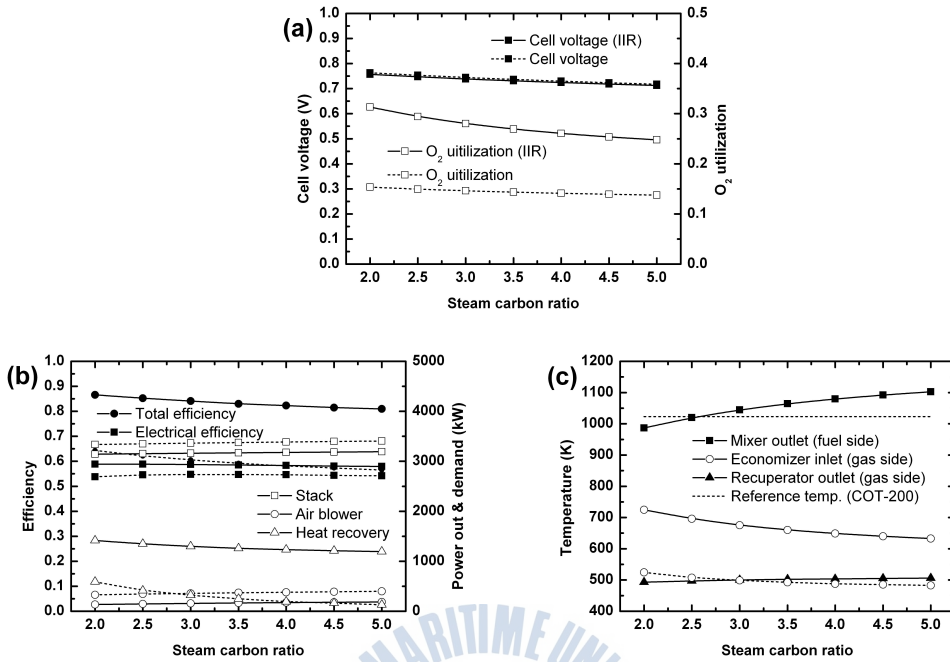 (a)
Cell voltage (V)
1.0
0.9
0.8
0.7
0.6
0.5
0.4
0.3
0.2
0.1
0.0
Cell voltage (IIR)
Cell voltage
O2 uitilization (IIR)
O2 uitilization
0.5
0.4
0.3
0.2
0.1
0.0
O2 utilization
2.0 2.5 3.0 3.5 4.0 4.5 5.0
Steam carbon ratio
(b)
Efficiency
1.0
0.9
0.8
0.7
0.6
0.5
0.4
0.3
0.2
0.1
0.0
Total efficiency
Electrical efficiency
Stack
Air blower
Heat recovery
5000
4000
3000
2000
1000
0
Power out & demand (kW)
2.0 2.5 3.0 3.5 4.0 4.5 5.0
Steam carbon ratio
(c)
Temperature (K)
1200
1100
1000
900
800
700
600
500
400
Mixer outlet (fuel side)
Economizer inlet (gas side)
Recuperator outlet (gas side)
Reference temp. (COT-200)
2.0 2.5 3.0 3.5 4.0 4.5 5.0
Steam carbon ratio
MARITIME UNI